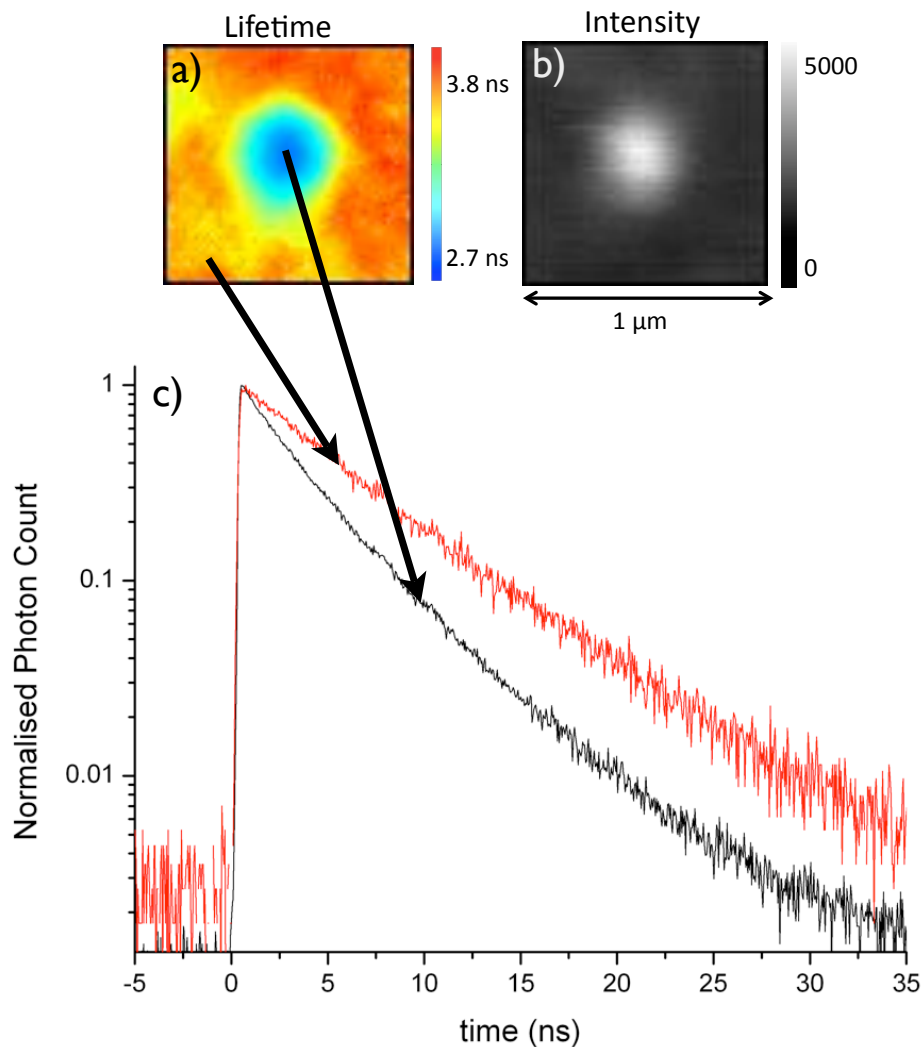 Lifetime
Intensity
a)
3.8 ns
2.7 ns
b)
5000
0
1 μm
c)
1
0.1
0.01
Normalised Photon Count
-5 0 5 10 15 20 25 30 35
time (ns)